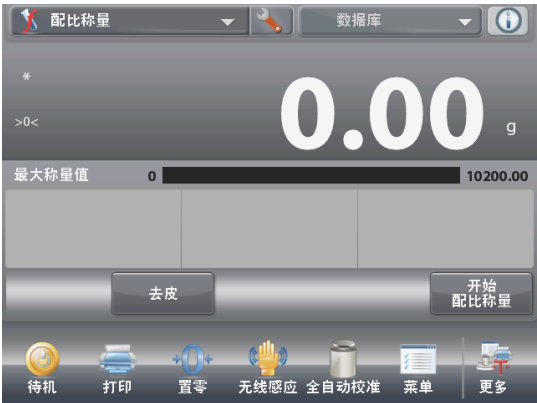 配比称量
数据库
*
>0<
0.00 g
最大称量值 0 10200.00
去皮
开始
配比称量
待机 打印 置零 无线感应 全自动校准 菜单 更多